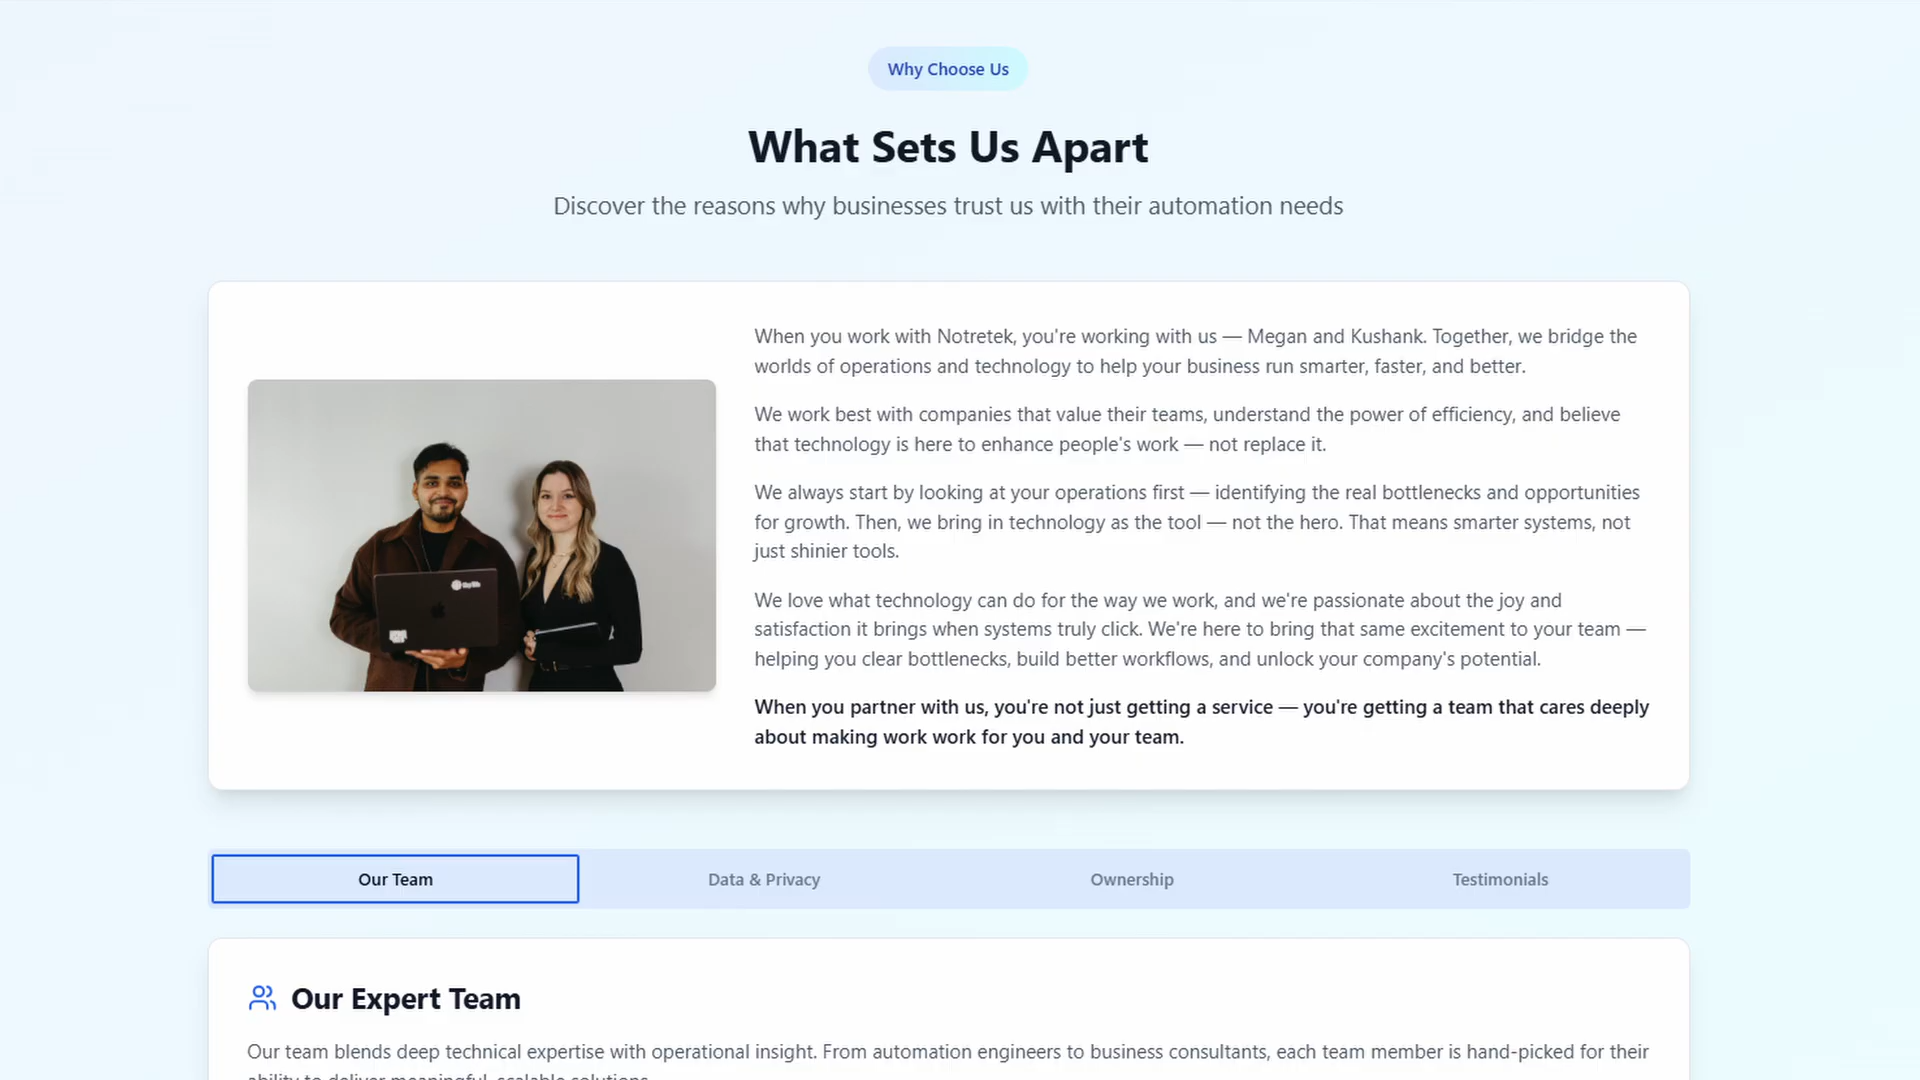 Why Choose Us
What Sets Us Apart
Discover the reasons why businesses trust us with their automation needs
When you work with Notretek, you're working with us — Megan and Kushank. Together, we bridge the
worlds of operations and technology to help your business run smarter, faster, and better.
We work best with companies that value their teams, understand the power of efficiency, and believe
that technology is here to enhance people's work — not replace it.
We always start by looking at your operations first — identifying the real bottlenecks and opportunities
for growth. Then, we bring in technology as the tool — not the hero. That means smarter systems, not
just shinier tools.
We love what technology can do for the way we work, and we're passionate about the joy and
satisfaction it brings when systems truly click. We're here to bring that same excitement to your team —
helping you clear bottlenecks, build better workflows, and unlock your company's potential.
When you partner with us, you're not just getting a service — you're getting a team that cares deeply
about making work work for you and your team.
Our Team
Data & Privacy
Ownership
Testimonials
Our Expert Team
Our team blends deep technical expertise with operational insight. From automation engineers to business consultants, each team member is hand-picked for their
ability to deliver meaningful, scalable solutions.